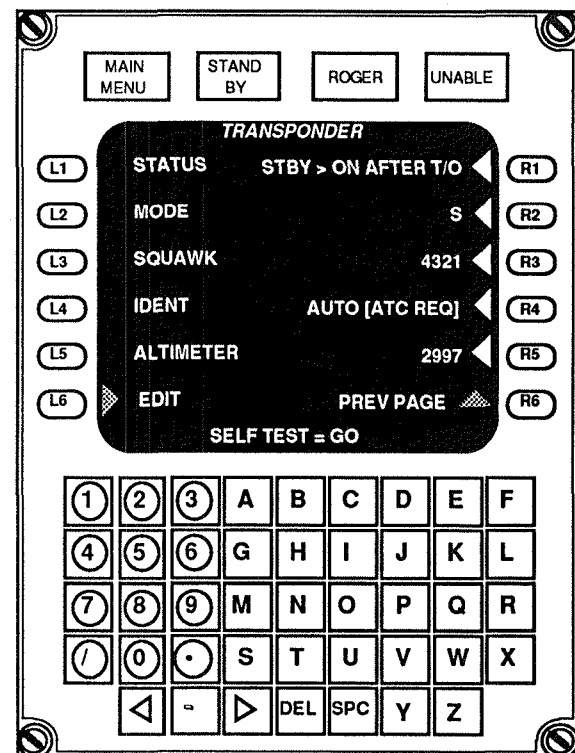 MAIN MENU STAND BY ROGER UNABLE
TRANSPONDER
L1 STATUS STBY > ON AFTER T/O R1
L2 MODE S R2
L3 SQUAWK 4321 R3
L4 IDENT AUTO [ATC REQ] R4
L5 ALTIMETER 2997 R5
L6 EDIT PREV PAGE R6
SELF TEST = GO
1 2 3 A B C D E F
4 5 6 G H I J K L
7 8 9 M N O P Q R
/ 0 • S T U V W X
- DEL SPC Y Z